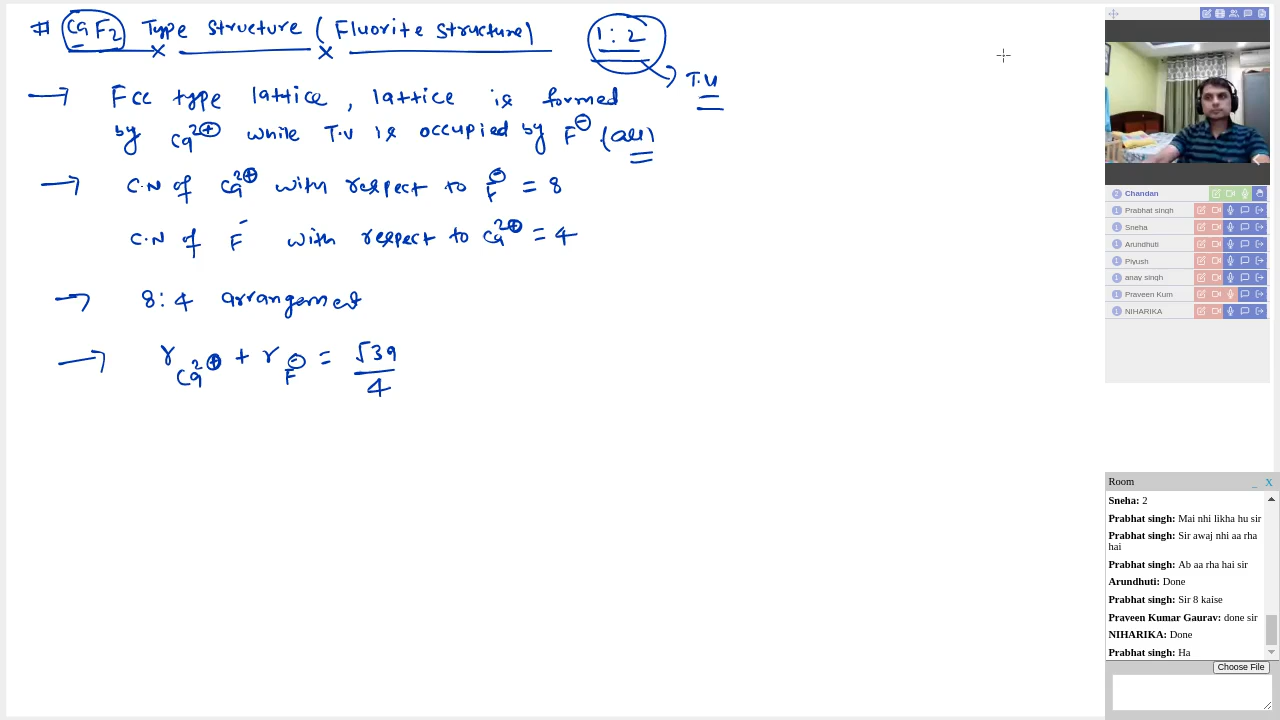 # CaF2 Type Structure (Fluorite Structure) 1:2
T.V
→ Fcc type lattice, lattice is formed
by Ca²⊕ while T.V is occupied by F⊖ (all)
→ C.N of Ca²⊕ with respect to F⊖ = 8
C.N of F⁻ with respect to Ca²⊕ = 4
→ 8:4 arrangement
→ rCa²⊕ + rF⊖ = √3a/4
Chandan
Prabhat singh
Sneha
Arundhuti
Piyush
anay singh
Praveen Kum
NIHARIKA
Room _ X
Sneha: 2
Prabhat singh: Mai nhi likha hu sir
Prabhat singh: Sir awaj nhi aa rha
hai
Prabhat singh: Ab aa rha hai sir
Arundhuti: Done
Prabhat singh: Sir 8 kaise
Praveen Kumar Gaurav: done sir
NIHARIKA: Done
Prabhat singh: Ha
Choose File